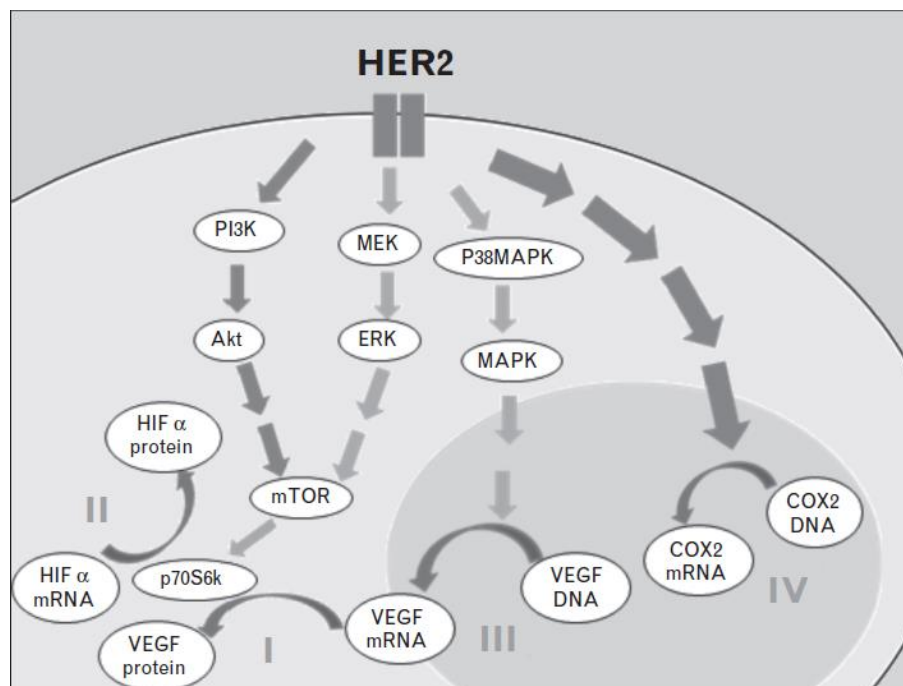 HER2
PI3K
MEK
P38MAPK
Akt
ERK
MAPK
HIF α
protein
mTOR
COX2
DNA
II
COX2
mRNA
HIF α
mRNA
p70S6k
VEGF
DNA
IV
VEGF
mRNA
VEGF
protein
I
III